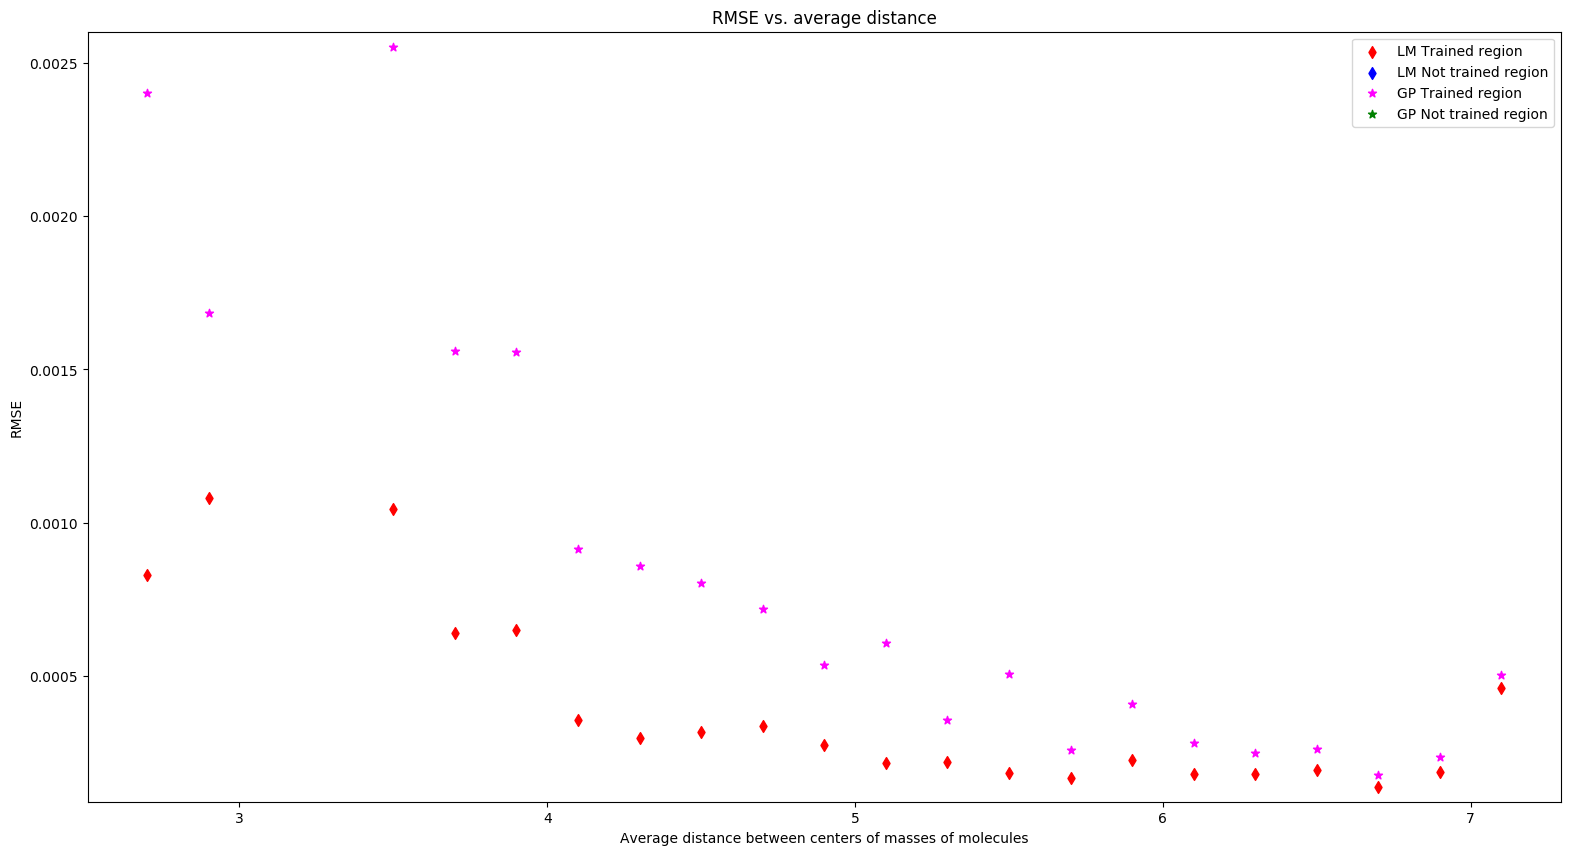 RMSE vs. average distance
LM Trained region
LM Not trained region
GP Trained region
GP Not trained region
0.0025
0.0020
0.0015
0.0010
0.0005
RMSE
3 4 5 6 7
Average distance between centers of masses of molecules